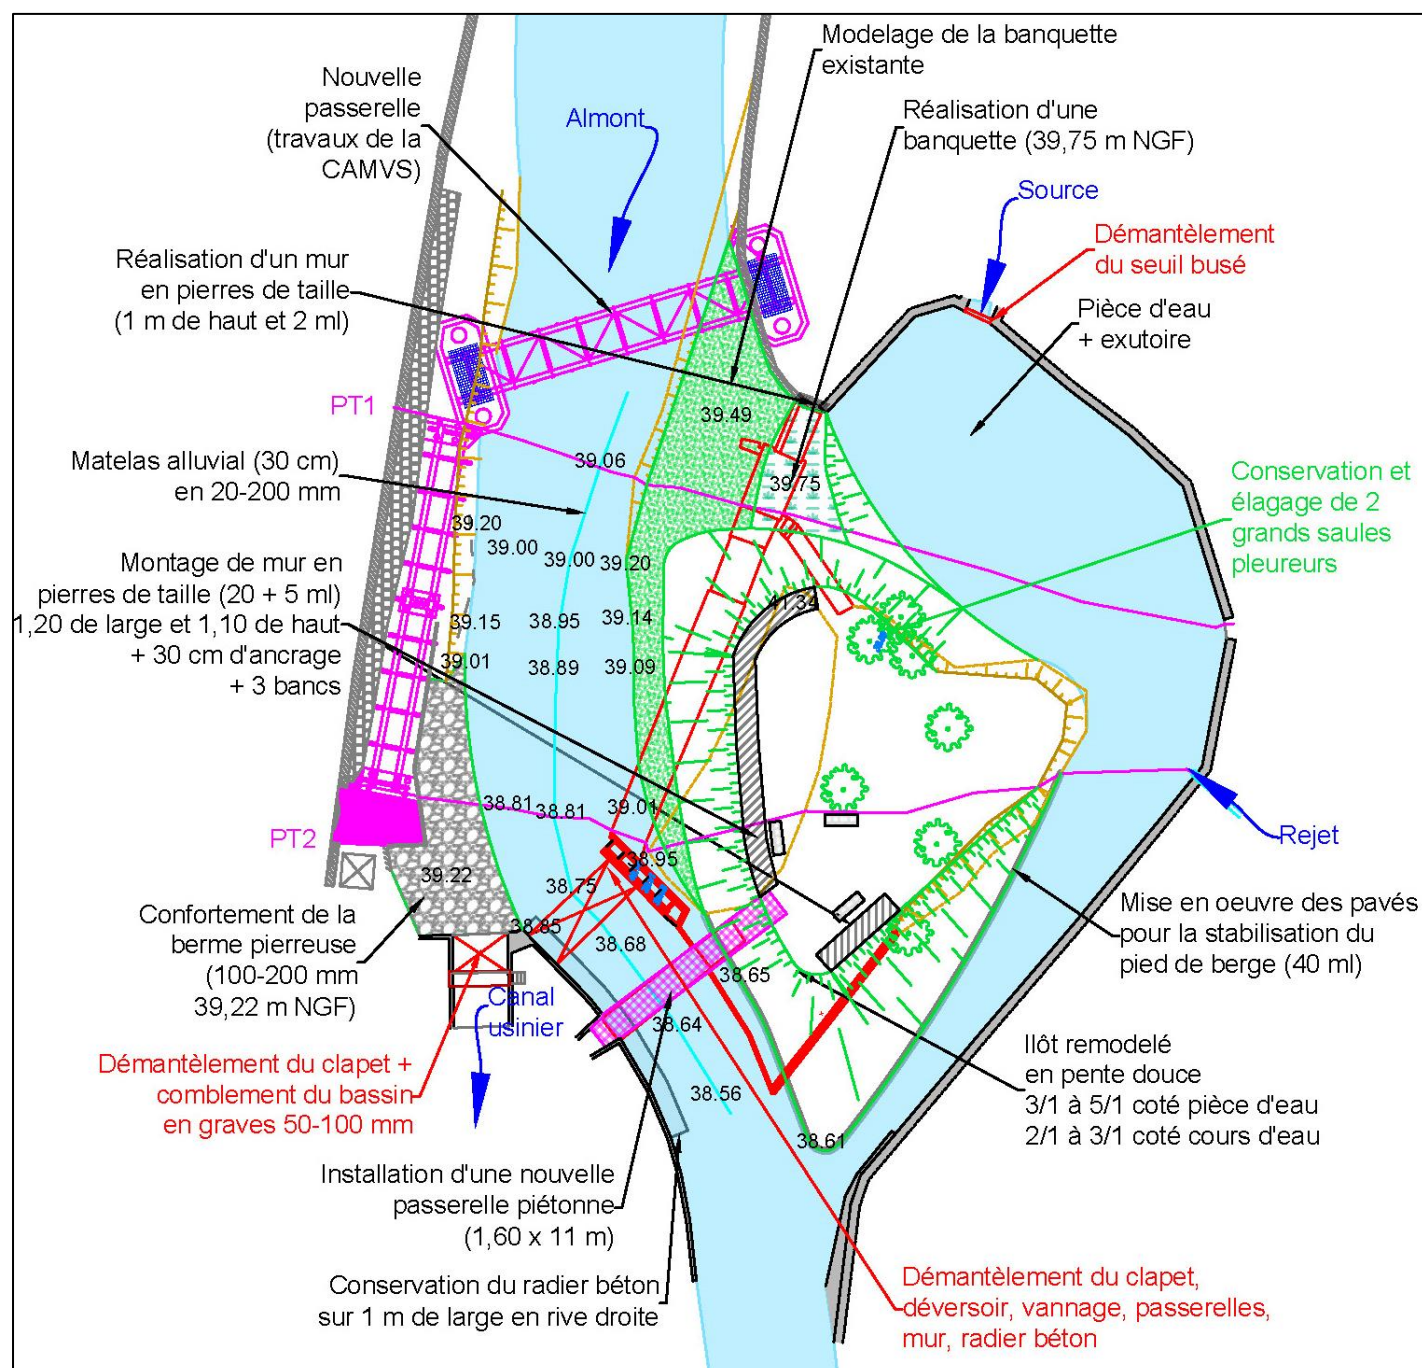 Modelage de la banquette
existante
Nouvelle
passerelle
(travaux de la
CAMVS)
Almont
Réalisation d'une
banquette (39,75 m NGF)
Source
Démantèlement
du seuil busé
Réalisation d'un mur
en pierres de taille
(1 m de haut et 2 ml)
Pièce d'eau
+ exutoire
PT1
39.49
39.06
39.75
Matelas alluvial (30 cm)
en 20-200 mm
Conservation et
élagage de 2
grands saules
pleureurs
39.20
39.00
39.00
39.20
Montage de mur en
pierres de taille (20 + 5 ml)
1,20 de large et 1,10 de haut
+ 30 cm d'ancrage
+ 3 bancs
41.34
39.15
38.95
39.14
39.01
38.89
39.09
38.81
38.81
39.01
PT2
Rejet
38.95
39.22
38.75
38.85
38.68
38.65
38.64
38.56
38.61
Confortement de la
berme pierreuse
(100-200 mm
39,22 m NGF)
Mise en oeuvre des pavés
pour la stabilisation du
pied de berge (40 ml)
Canal
usinier
Démantèlement du clapet +
comblement du bassin
en graves 50-100 mm
Ilôt remodelé
en pente douce
3/1 à 5/1 coté pièce d'eau
2/1 à 3/1 coté cours d'eau
Installation d'une nouvelle
passerelle piétonne
(1,60 x 11 m)
Conservation du radier béton
sur 1 m de large en rive droite
Démantèlement du clapet,
déversoir, vannage, passerelles,
mur, radier béton